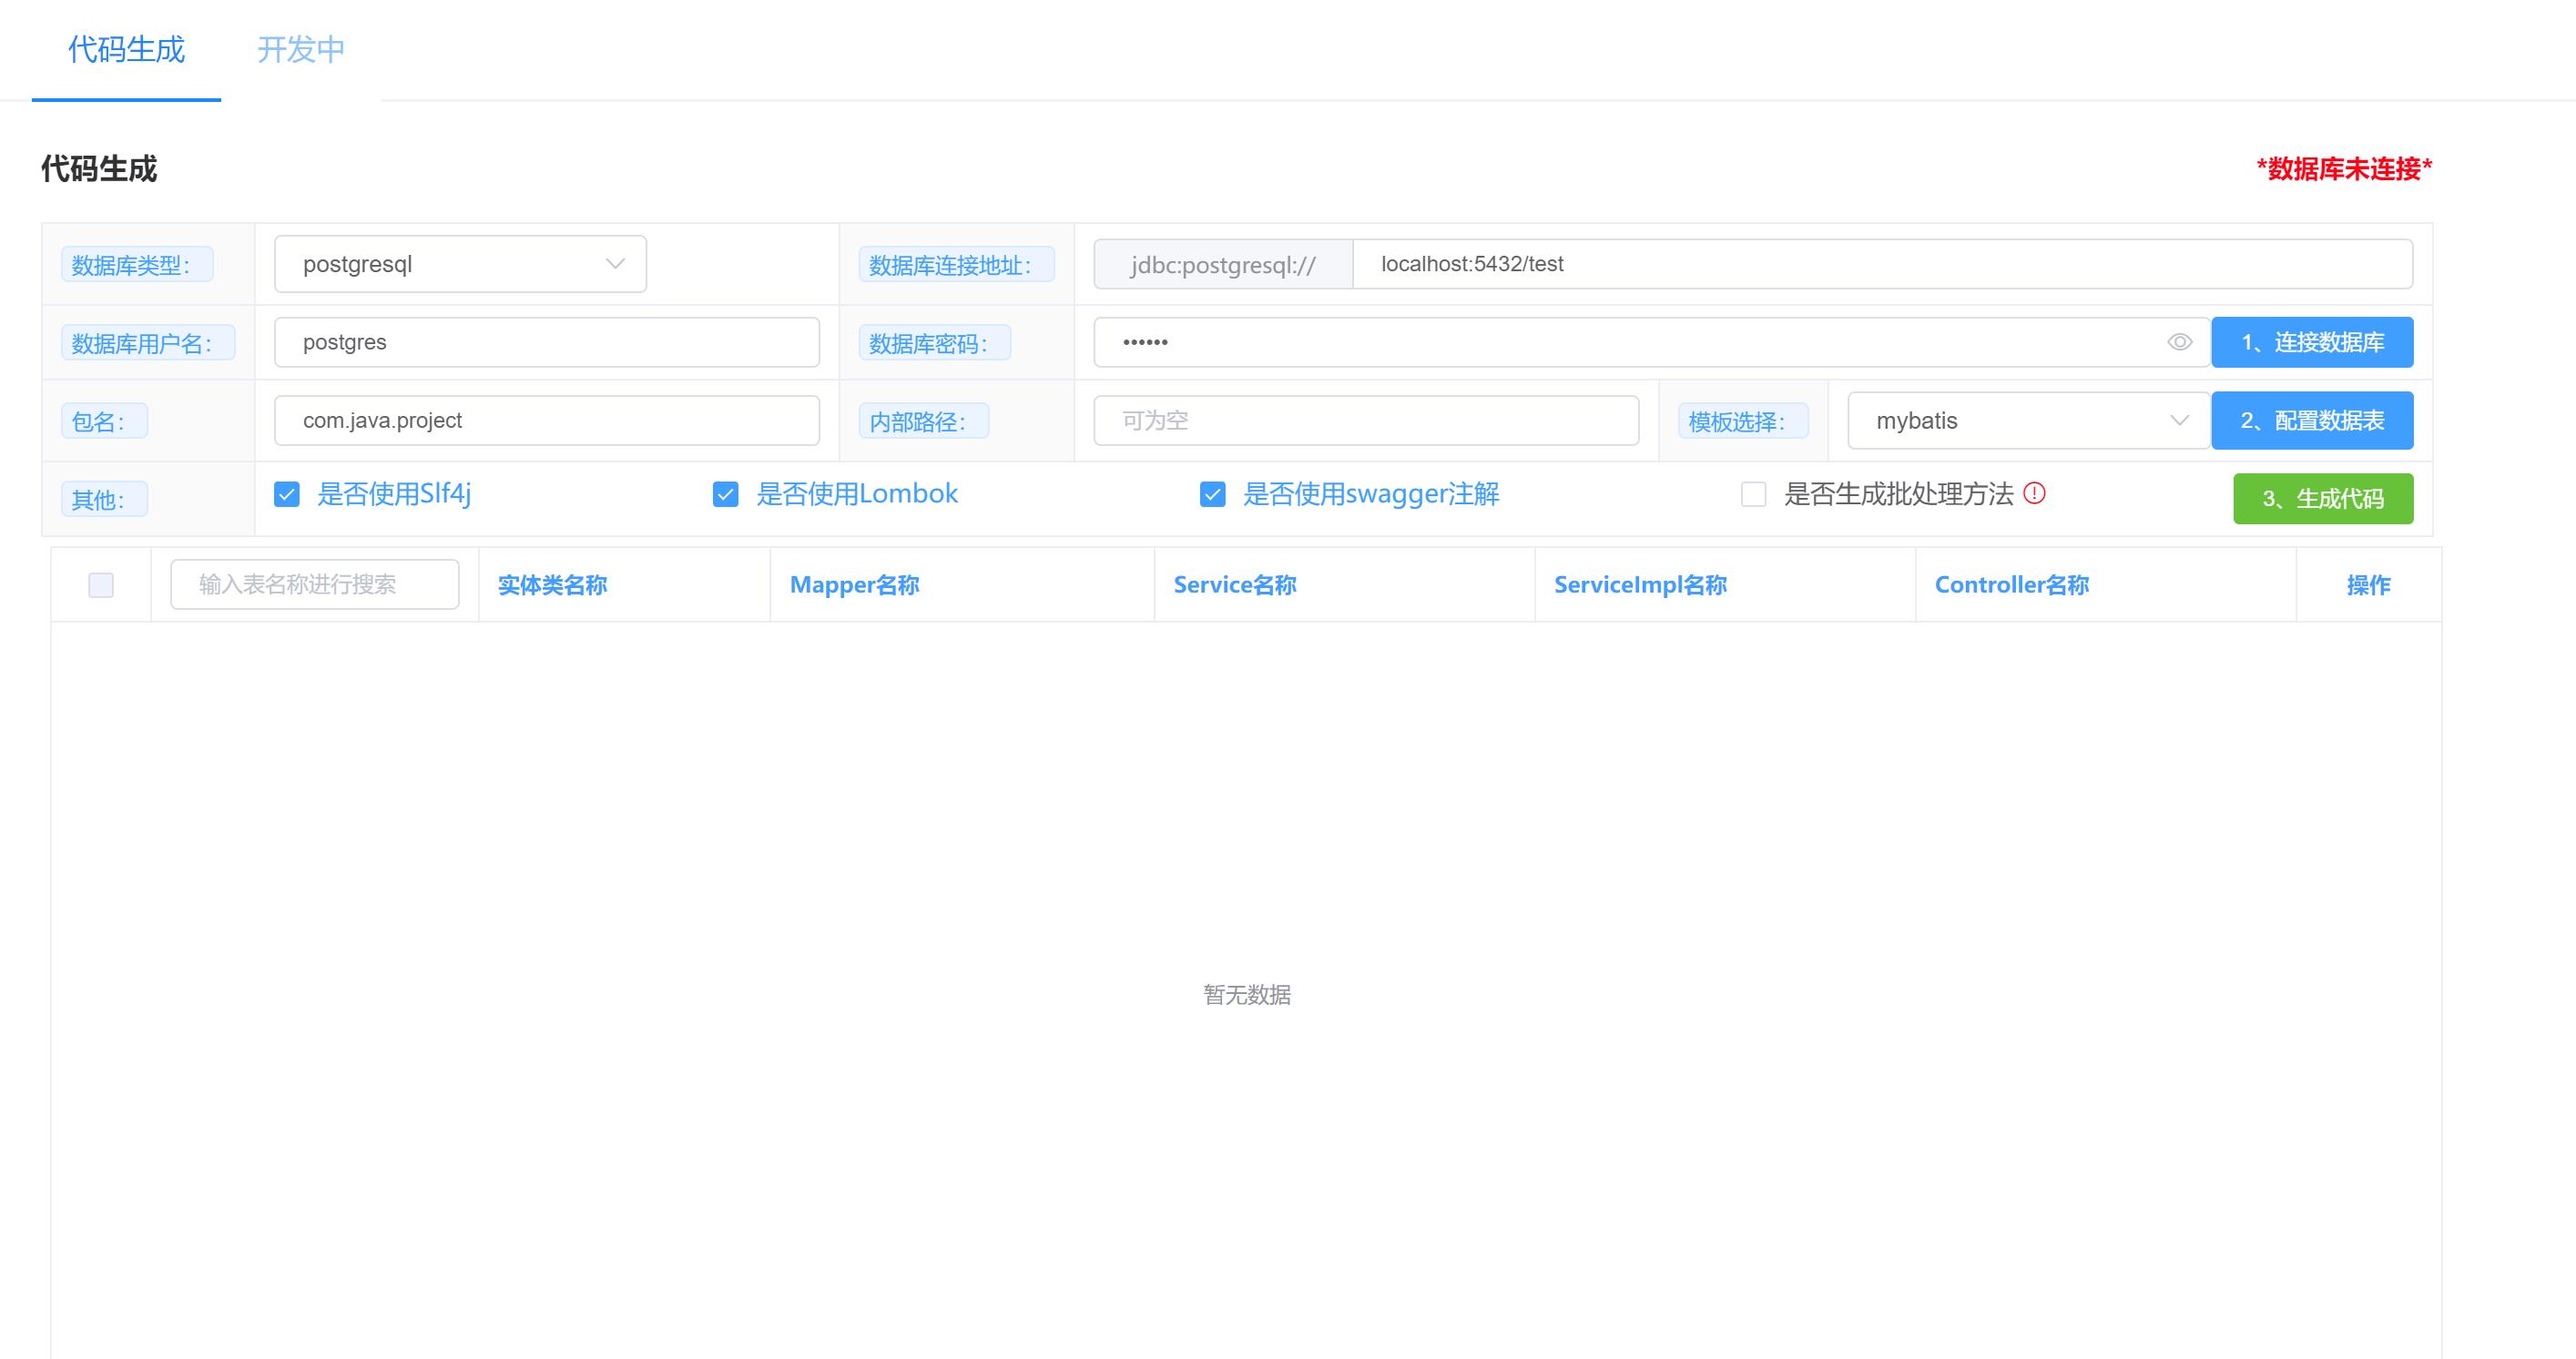 代码生成 开发中
代码生成 *数据库未连接*
数据库类型： postgresql 数据库连接地址： jdbc:postgresql:// localhost:5432/test
数据库用户名： postgres 数据库密码： •••••• 1、连接数据库
包名： com.java.project 内部路径： 可为空 模板选择： mybatis 2、配置数据表
其他： 是否使用Slf4j 是否使用Lombok 是否使用swagger注解 是否生成批处理方法 3、生成代码
输入表名称进行搜索 实体类名称 Mapper名称 Service名称 ServiceImpl名称 Controller名称 操作
暂无数据